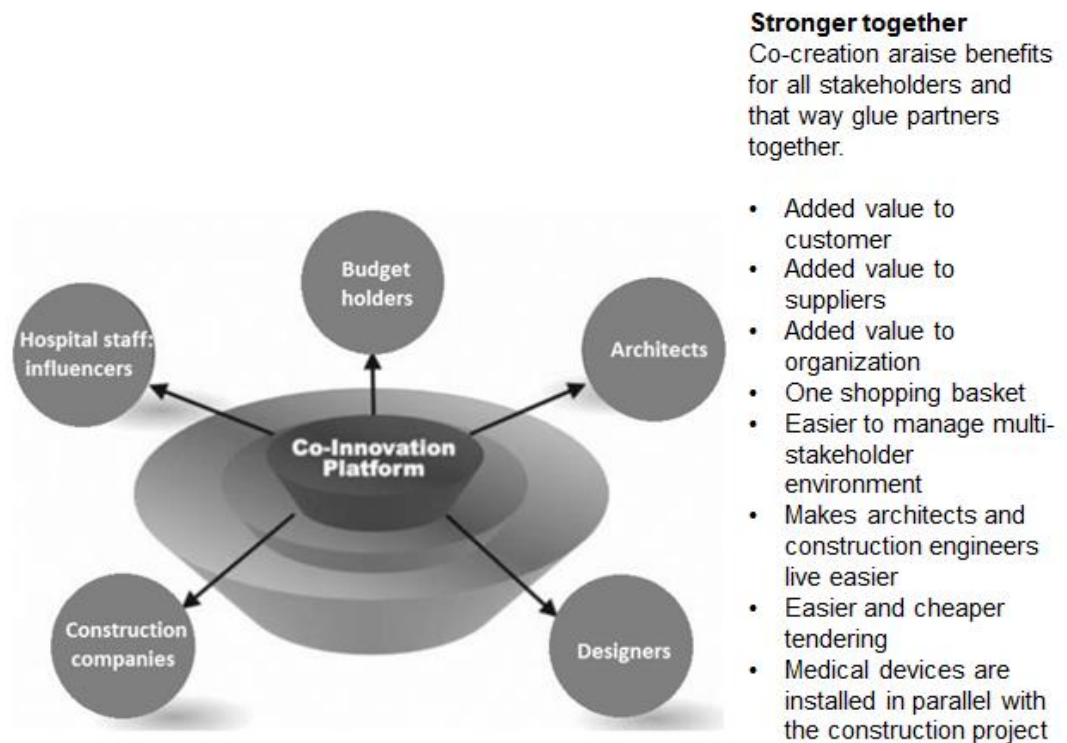 Stronger together
Co-creation araise benefits
for all stakeholders and
that way glue partners
together.
• Added value to
customer
• Added value to
suppliers
• Added value to
organization
• One shopping basket
• Easier to manage multi-
stakeholder
environment
• Makes architects and
construction engineers
live easier
• Easier and cheaper
tendering
• Medical devices are
installed in parallel with
the construction project
Budget
holders
Hospital staff:
influencers
Architects
Co-Innovation
Platform
Construction
companies
Designers